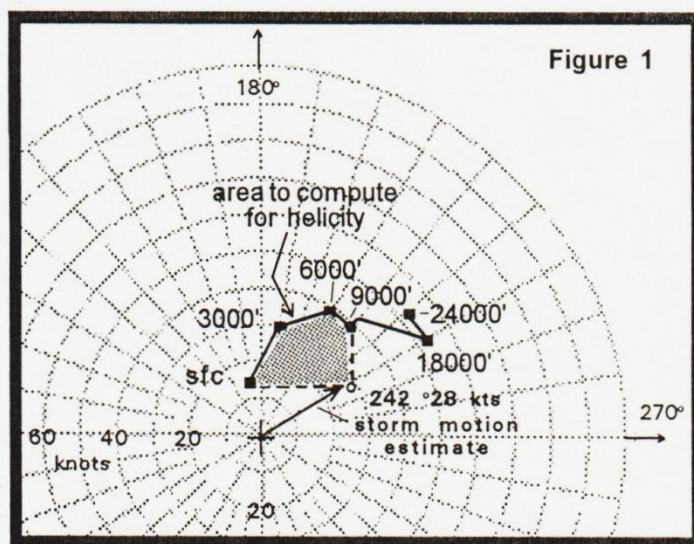 Figure 1
180°
area to compute
for helicity
6000'
9000'
3000'
-24000'
18000'
sfc
242 °28 kts
storm motion
estimate
270°
60 40 20
knots
20